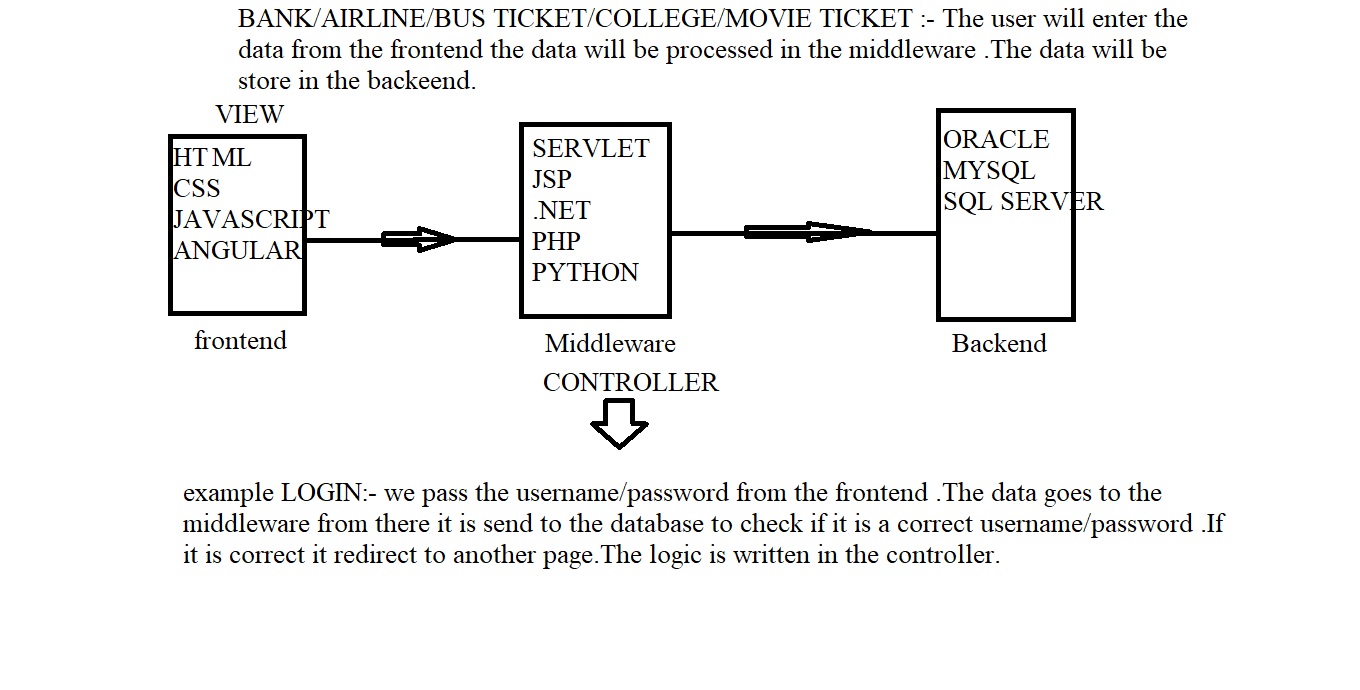 BANK/AIRLINE/BUS TICKET/COLLEGE/MOVIE TICKET :- The user will enter the
data from the frontend the data will be processed in the middleware .The data will be
store in the backeend.
VIEW
HTML
CSS
JAVASCRIPT
ANGULAR
frontend
SERVLET
JSP
.NET
PHP
PYTHON
Middleware
CONTROLLER
ORACLE
MYSQL
SQL SERVER
Backend
example LOGIN:- we pass the username/password from the frontend .The data goes to the
middleware from there it is send to the database to check if it is a correct username/password .If
it is correct it redirect to another page.The logic is written in the controller.